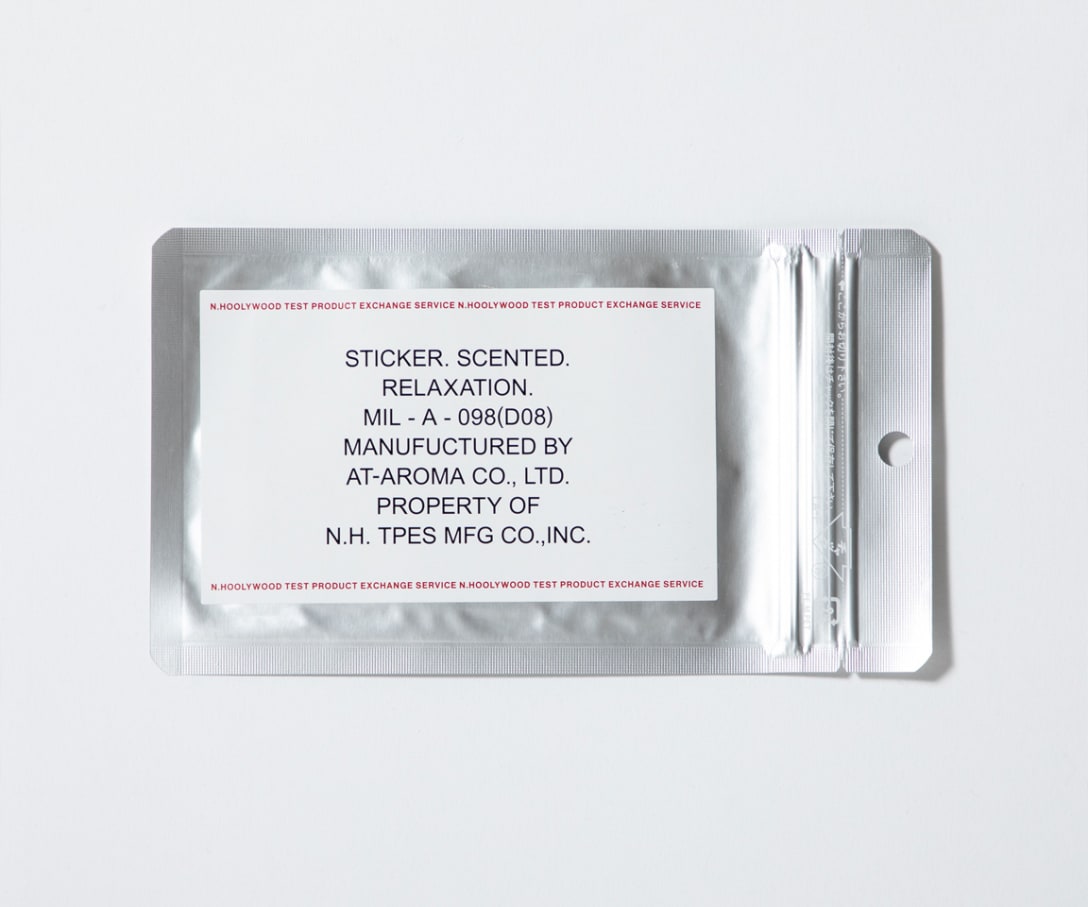 N.HOOLYWOOD TEST PRODUCT EXCHANGE SERVICE N.HOOLYWOOD TEST PRODUCT EXCHANGE SERVICE
STICKER. SCENTED.
RELAXATION.
MIL - A - 098(D08)
MANUFUCTURED BY
AT-AROMA CO., LTD.
PROPERTY OF
N.H. TPES MFG CO.,INC.
N.HOOLYWOOD TEST PRODUCT EXCHANGE SERVICE N.HOOLYWOOD TEST PRODUCT EXCHANGE SERVICE